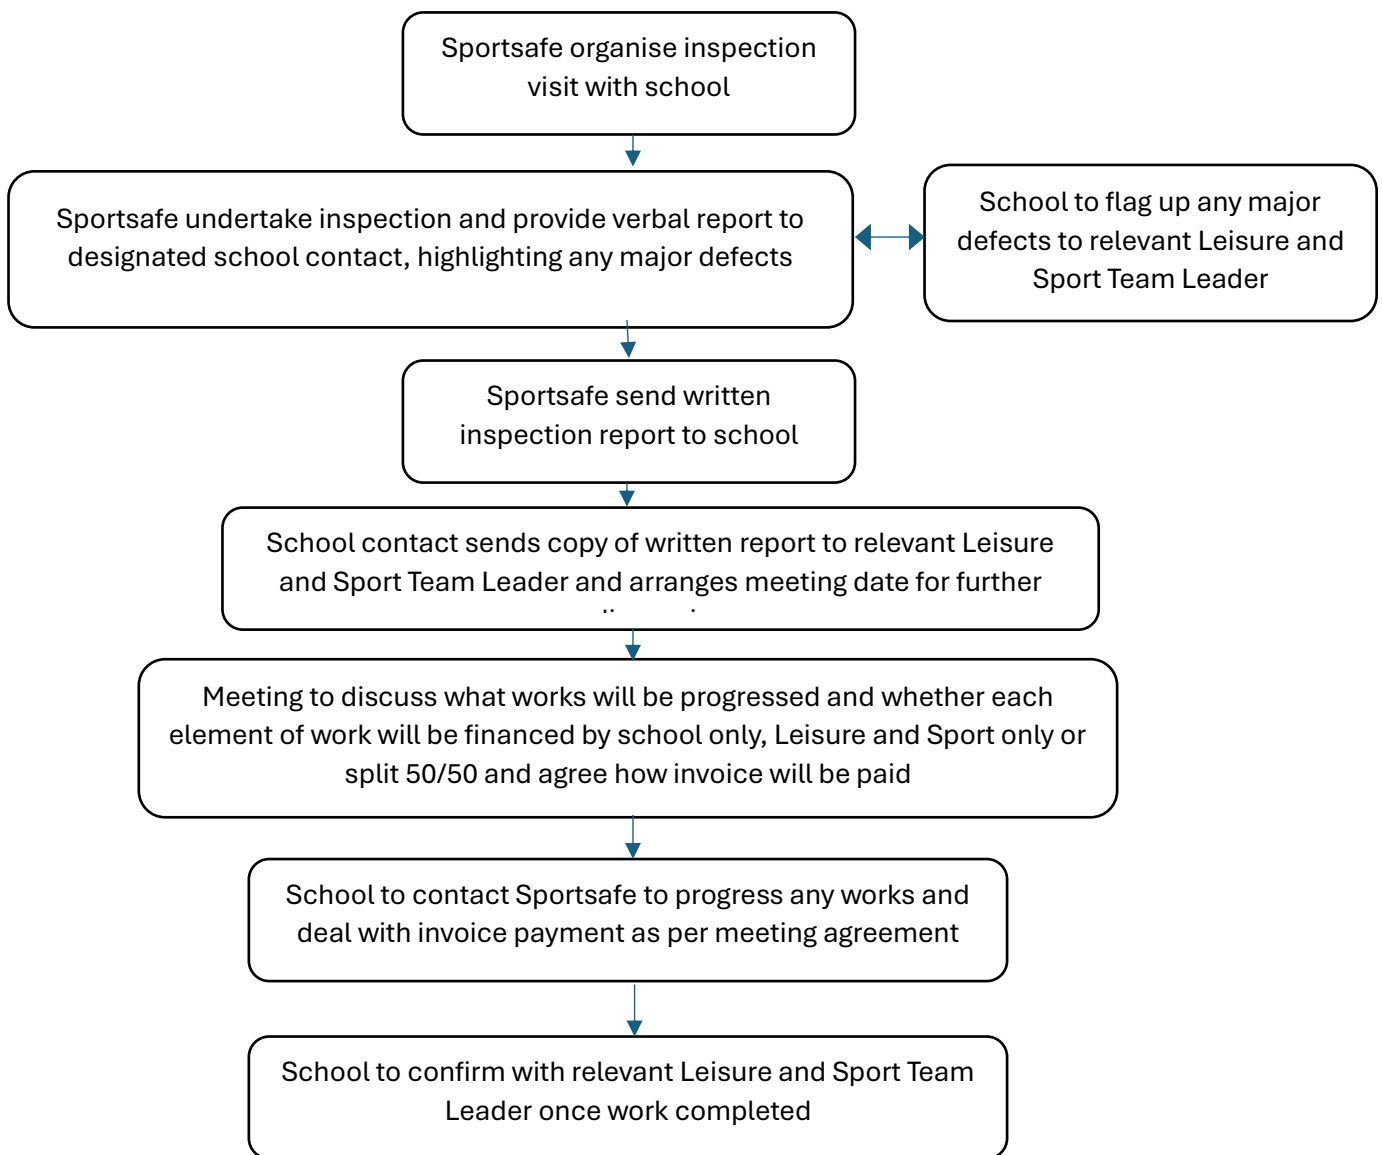 Sportsafe organise inspection
visit with school
Sportsafe undertake inspection and provide verbal report to
designated school contact, highlighting any major defects
School to flag up any major
defects to relevant Leisure and
Sport Team Leader
Sportsafe send written
inspection report to school
School contact sends copy of written report to relevant Leisure
and Sport Team Leader and arranges meeting date for further
Meeting to discuss what works will be progressed and whether each
element of work will be financed by school only, Leisure and Sport only or
split 50/50 and agree how invoice will be paid
School to contact Sportsafe to progress any works and
deal with invoice payment as per meeting agreement
School to confirm with relevant Leisure and Sport Team
Leader once work completed